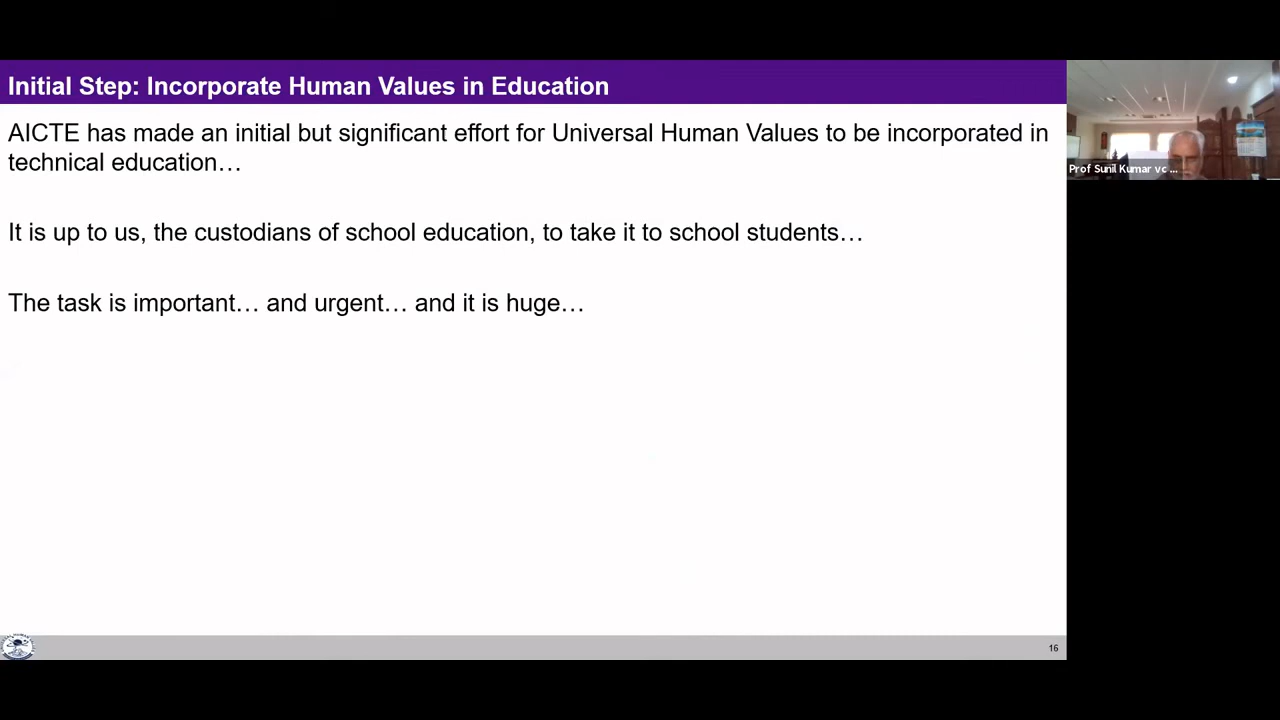 Initial Step: Incorporate Human Values in Education
AICTE has made an initial but significant effort for Universal Human Values to be incorporated in
technical education…
It is up to us, the custodians of school education, to take it to school students…
The task is important… and urgent… and it is huge…
16
Prof Sunil Kumar vc ...